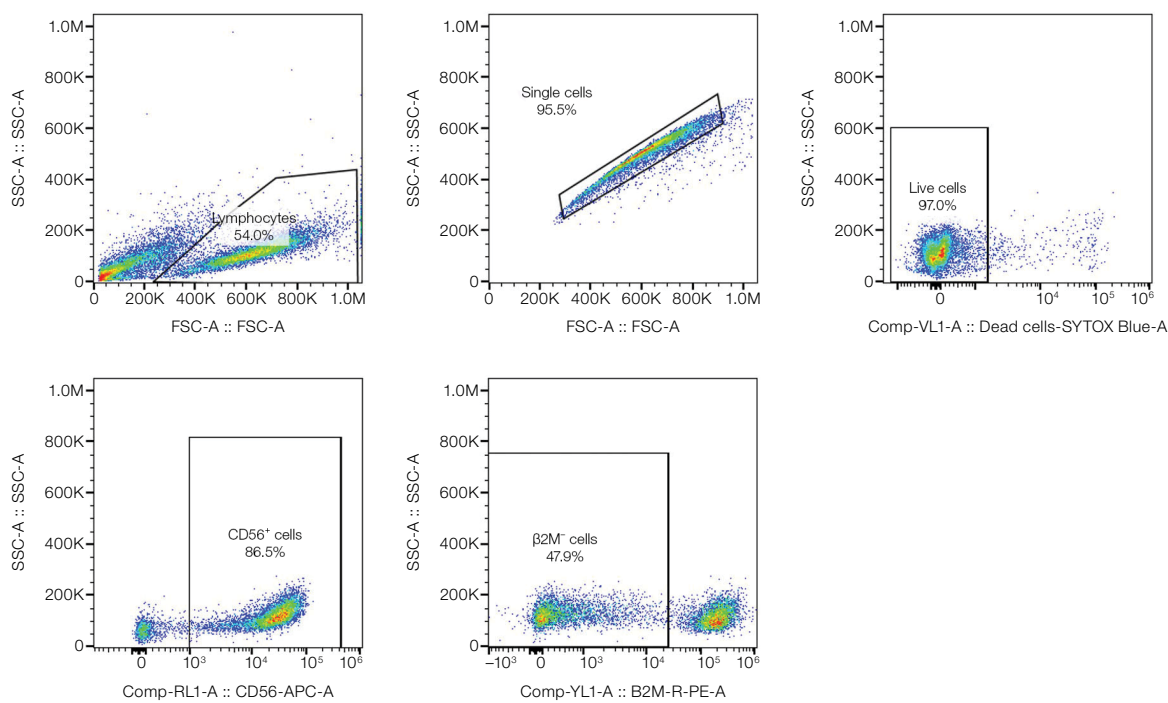 1.0M
800K
600K
400K
200K
0
SSC-A :: SSC-A
Lymphocytes
54.0%
0 200K 400K 600K 800K 1.0M
FSC-A :: FSC-A
1.0M
800K
600K
400K
200K
0
SSC-A :: SSC-A
Single cells
95.5%
0 200K 400K 600K 800K 1.0M
FSC-A :: FSC-A
1.0M
800K
600K
400K
200K
0
SSC-A :: SSC-A
Live cells
97.0%
0 10⁴ 10⁵ 10⁶
Comp-VL1-A :: Dead cells-SYTOX Blue-A
1.0M
800K
600K
400K
200K
0
SSC-A :: SSC-A
CD56⁺ cells
86.5%
0 10³ 10⁴ 10⁵ 10⁶
Comp-RL1-A :: CD56-APC-A
1.0M
800K
600K
400K
200K
0
SSC-A :: SSC-A
β2M⁻ cells
47.9%
−10³ 0 10³ 10⁴ 10⁵ 10⁶
Comp-YL1-A :: B2M-R-PE-A